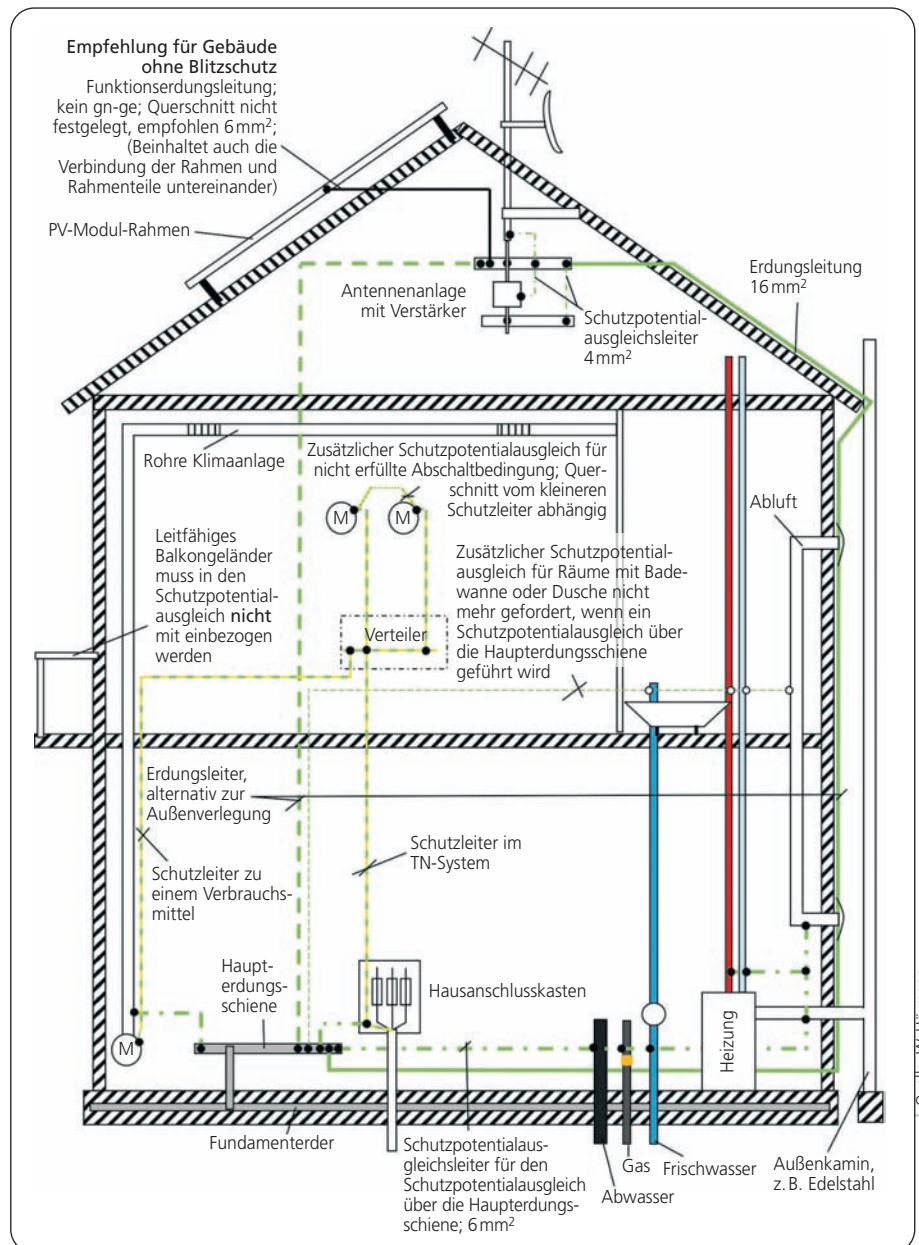 Empfehlung für Gebäude
ohne Blitzschutz
Funktionserdungsleitung;
kein gn-ge; Querschnitt nicht
festgelegt, empfohlen 6 mm²;
(Beinhaltet auch die
Verbindung der Rahmen und
Rahmenteile untereinander)
PV-Modul-Rahmen
Antennenanlage
mit Verstärker
Schutzpotential-
ausgleichsleiter
4 mm²
Erdungsleitung
16 mm²
Rohre Klimaanlage
Zusätzlicher Schutzpotentialausgleich für
nicht erfüllte Abschaltbedingung; Quer-
schnitt vom kleineren
Schutzleiter abhängig
M
M
Abluft
Leitfähiges
Balkongeländer
muss in den
Schutzpotential-
ausgleich nicht
mit einbezogen
werden
Zusätzlicher Schutzpotential-
ausgleich für Räume mit Bade-
wanne oder Dusche nicht
mehr gefordert, wenn ein
Schutzpotentialausgleich über
die Haupterdungsschiene
geführt wird
Verteiler
Erdungsleiter,
alternativ zur
Außenverlegung
Schutzleiter zu
einem Verbrauchs-
mittel
Schutzleiter im
TN-System
Haupt-
erdungs-
schiene
Hausanschlusskasten
M
Heizung
Fundamenterder
Schutzpotentialaus-
gleichsleiter für den
Schutzpotentialausgleich
über die Haupterdungs-
schiene; 6 mm²
Abwasser
Gas
Frischwasser
Außenkamin,
z. B. Edelstahl